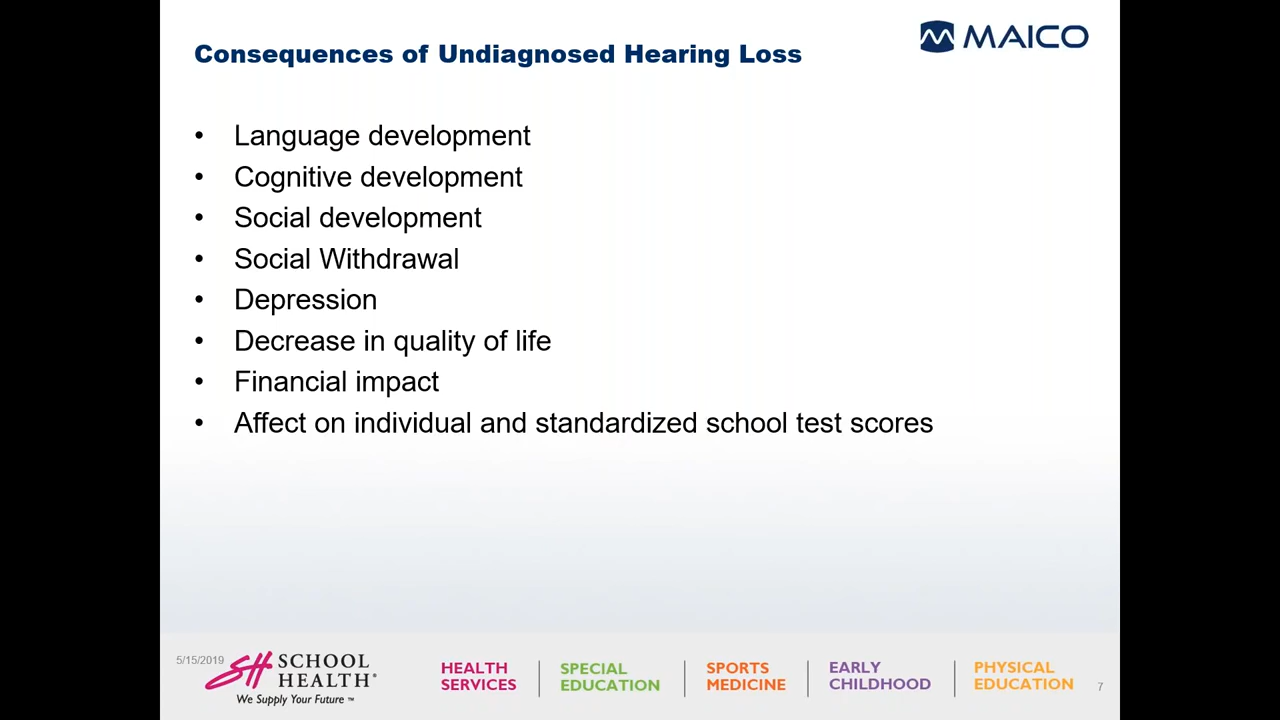 Consequences of Undiagnosed Hearing Loss
MAICO
• Language development
• Cognitive development
• Social development
• Social Withdrawal
• Depression
• Decrease in quality of life
• Financial impact
• Affect on individual and standardized school test scores
5/15/2019
SH SCHOOL
HEALTH®
We Supply Your Future ™
HEALTH
SERVICES
SPECIAL
EDUCATION
SPORTS
MEDICINE
EARLY
CHILDHOOD
PHYSICAL
EDUCATION
7